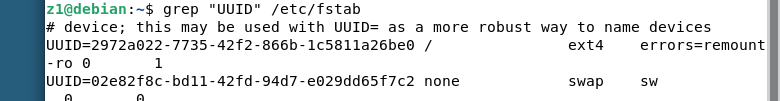 z1@debian:~$ grep "UUID" /etc/fstab
# device; this may be used with UUID= as a more robust way to name devices
UUID=2972a022-7735-42f2-866b-1c5811a26be0 /               ext4    errors=remount
-ro 0       1
UUID=02e82f8c-bd11-42fd-94d7-e029dd65f7c2 none            swap    sw
  0       0